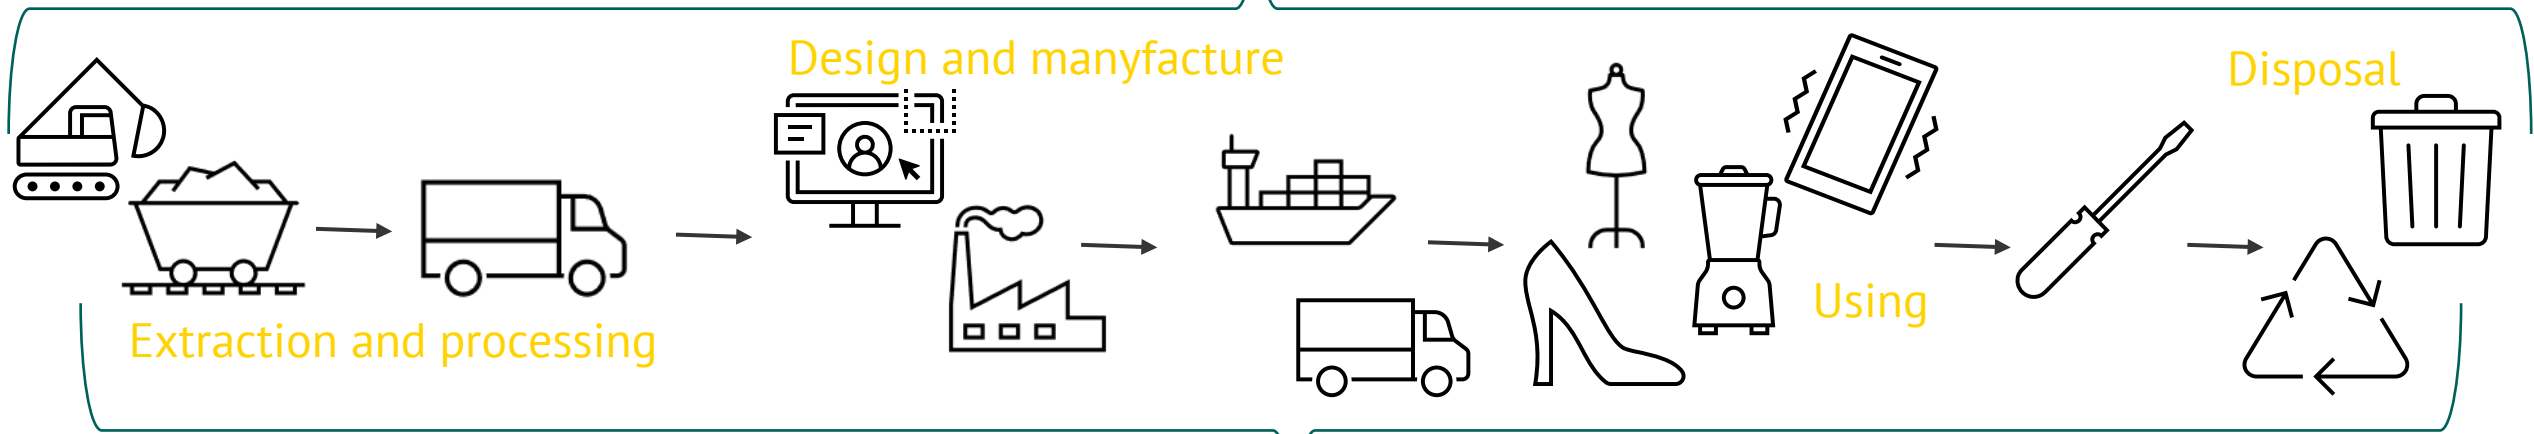 Extraction and processing
Design and manyfacture
Using
Disposal